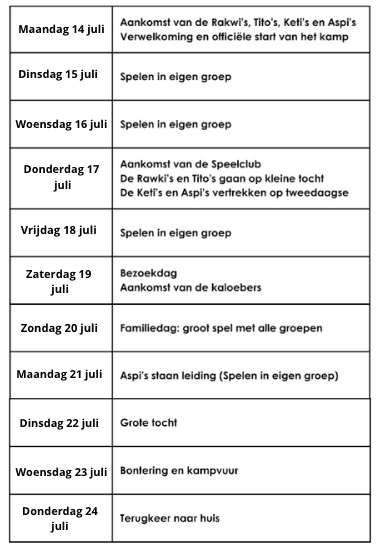 Maandag 14 juli
Aankomst van de Rakwi's, Tito's, Keti's en Aspi's
Verwelkoming en officiële start van het kamp
Dinsdag 15 juli
Spelen in eigen groep
Woensdag 16 juli
Spelen in eigen groep
Donderdag 17
juli
Aankomst van de Speelclub
De Rawki's en Tito's gaan op kleine tocht
De Keti's en Aspi's vertrekken op tweedaagse
Vrijdag 18 juli
Spelen in eigen groep
Zaterdag 19
juli
Bezoekdag
Aankomst van de kaloebers
Zondag 20 juli
Familiedag: groot spel met alle groepen
Maandag 21 juli
Aspi's staan leiding (Spelen in eigen groep)
Dinsdag 22 juli
Grote tocht
Woensdag 23 juli
Bontering en kampvuur
Donderdag 24
juli
Terugkeer naar huis